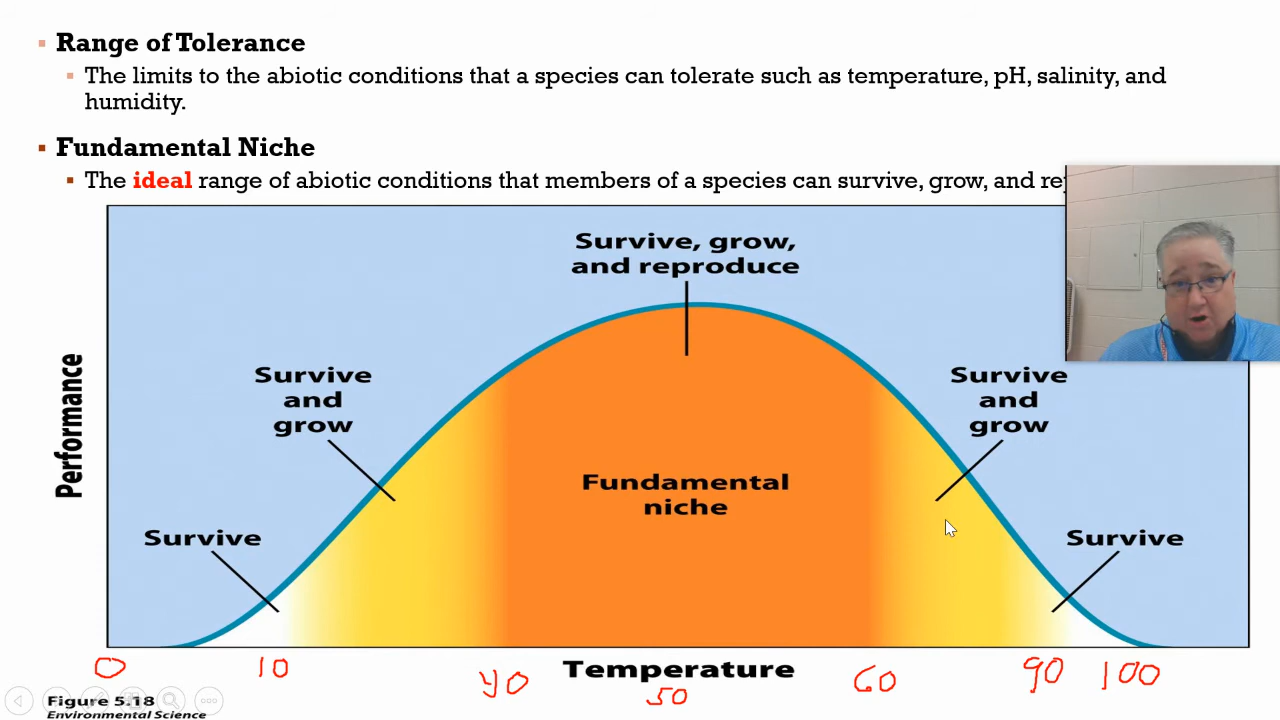 Range of Tolerance
The limits to the abiotic conditions that a species can tolerate such as temperature, pH, salinity, and
humidity.
Fundamental Niche
The ideal range of abiotic conditions that members of a species can survive, grow, and
Survive, grow,
and reproduce
Survive
and
grow
Survive
and
grow
Performance
Fundamental
niche
Survive
Survive
0 10 40 50 60 90 100
Temperature
Figure 5.18
Environmental Science